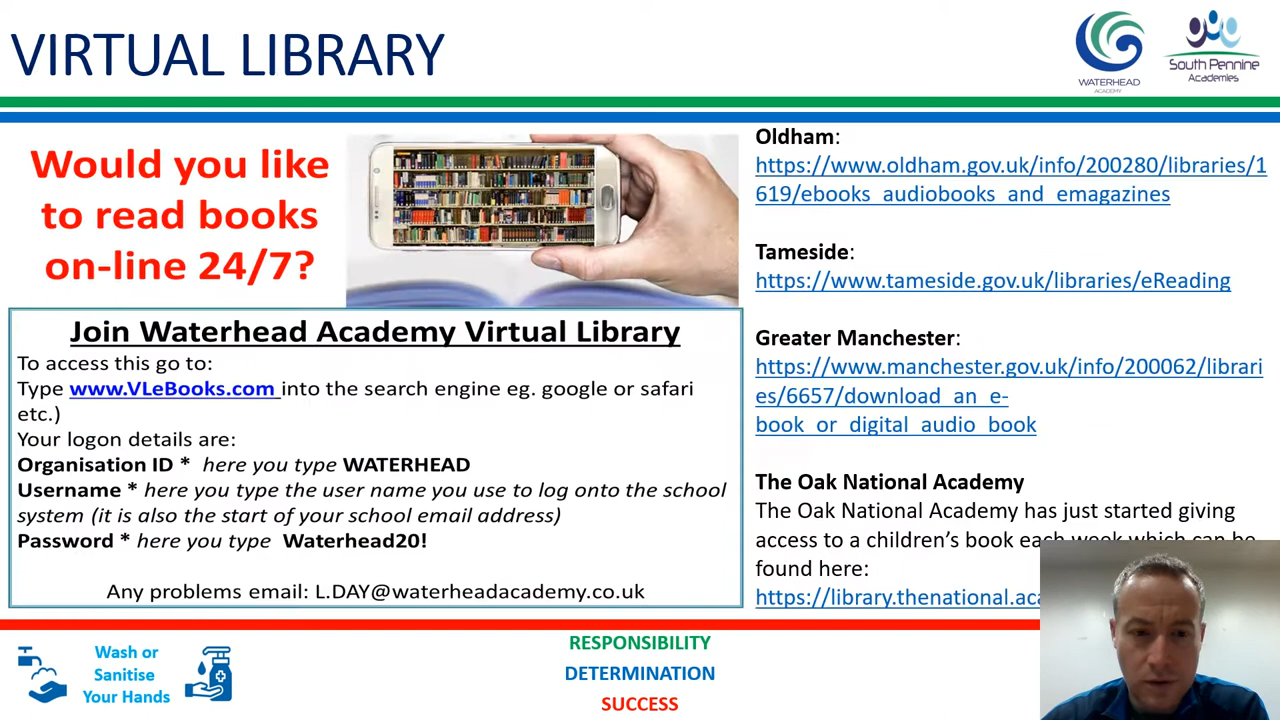 VIRTUAL LIBRARY
WATERHEAD
ACADEMY
South Pennine
Academies
Would you like
to read books
on-line 24/7?
Join Waterhead Academy Virtual Library
To access this go to:
Type www.VLeBooks.com into the search engine eg. google or safari
etc.)
Your logon details are:
Organisation ID * here you type WATERHEAD
Username * here you type the user name you use to log onto the school
system (it is also the start of your school email address)
Password * here you type Waterhead20!
Any problems email: L.DAY@waterheadacademy.co.uk
Oldham:
https://www.oldham.gov.uk/info/200280/libraries/1
619/ebooks_audiobooks_and_emagazines
Tameside:
https://www.tameside.gov.uk/libraries/eReading
Greater Manchester:
https://www.manchester.gov.uk/info/200062/librari
es/6657/download_an_e-
book_or_digital_audio_book
The Oak National Academy
The Oak National Academy has just started giving
access to a children's book each week which can be
found here:
https://library.thenational.aca
Wash or
Sanitise
Your Hands
RESPONSIBILITY
DETERMINATION
SUCCESS